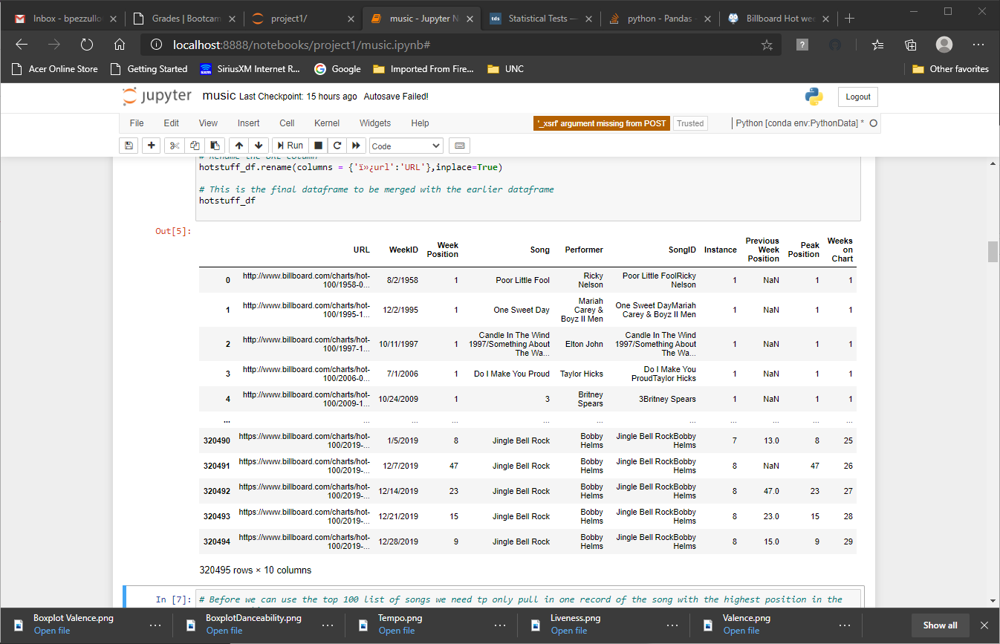 Inbox - bpezzullo
Grades | Bootcam
project1/
music - Jupyter N
tds Statistical Tests —
python - Pandas -
Billboard Hot wee
localhost:8888/notebooks/project1/music.ipynb#
Acer Online Store
Getting Started
SiriusXM Internet R...
Google
Imported From Fire...
UNC
Other favorites
jupyter music Last Checkpoint: 15 hours ago Autosave Failed!
Logout
File Edit View Insert Cell Kernel Widgets Help
'_xsrf' argument missing from POST
Trusted
Python [conda env:PythonData] *
Run
Code
# Rename the URL column
hotstuff_df.rename(columns = {'ï»¿url':'URL'},inplace=True)
# This is the final dataframe to be merged with the earlier dataframe
hotstuff_df
Out[5]:
URL WeekID Week Position Song Performer SongID Instance Previous Week Position Peak Position Weeks on Chart
0 http://www.billboard.com/charts/hot-100/1958-0... 8/2/1958 1 Poor Little Fool Ricky Nelson Poor Little FoolRicky Nelson 1 NaN 1 1
1 http://www.billboard.com/charts/hot-100/1995-1... 12/2/1995 1 One Sweet Day Mariah Carey & Boyz II Men One Sweet DayMariah Carey & Boyz II Men 1 NaN 1 1
2 http://www.billboard.com/charts/hot-100/1997-1... 10/11/1997 1 Candle In The Wind 1997/Something About The Wa... Elton John Candle In The Wind 1997/Something About The Wa... 1 NaN 1 1
3 http://www.billboard.com/charts/hot-100/2006-0... 7/1/2006 1 Do I Make You Proud Taylor Hicks Do I Make You ProudTaylor Hicks 1 NaN 1 1
4 http://www.billboard.com/charts/hot-100/2009-1... 10/24/2009 1 3 Britney Spears 3Britney Spears 1 NaN 1 1
... ... ... ... ... ... ... ... ... ... ...
320490 https://www.billboard.com/charts/hot-100/2019-... 1/5/2019 8 Jingle Bell Rock Bobby Helms Jingle Bell RockBobby Helms 7 13.0 8 25
320491 https://www.billboard.com/charts/hot-100/2019-... 12/7/2019 47 Jingle Bell Rock Bobby Helms Jingle Bell RockBobby Helms 8 NaN 47 26
320492 https://www.billboard.com/charts/hot-100/2019-... 12/14/2019 23 Jingle Bell Rock Bobby Helms Jingle Bell RockBobby Helms 8 47.0 23 27
320493 https://www.billboard.com/charts/hot-100/2019-... 12/21/2019 15 Jingle Bell Rock Bobby Helms Jingle Bell RockBobby Helms 8 23.0 15 28
320494 https://www.billboard.com/charts/hot-100/2019-... 12/28/2019 9 Jingle Bell Rock Bobby Helms Jingle Bell RockBobby Helms 8 15.0 9 29
320495 rows × 10 columns
In [7]: # Before we can use the top 100 list of songs we need tp only pull in one record of the song with the highest position in the
Boxplot Valence.png
Open file
BoxplotDanceability.png
Open file
Tempo.png
Open file
Liveness.png
Open file
Valence.png
Open file
Show all